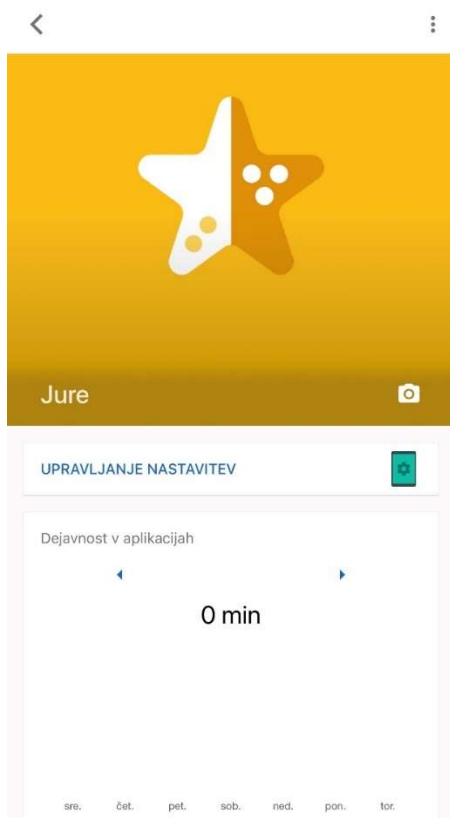 Jure
UPRAVLJANJE NASTAVITEV
Dejavnost v aplikacijah
0 min
sre. čet. pet. sob. ned. pon. tor.